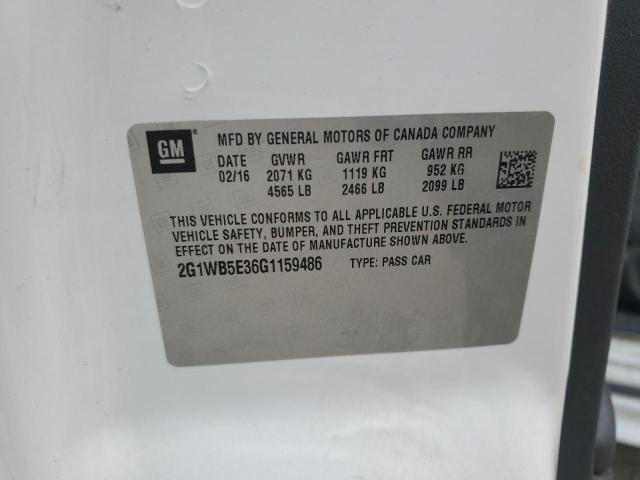 GM ® MFD BY GENERAL MOTORS OF CANADA COMPANY
DATE GVWR GAWR FRT GAWR RR
02/16 2071 KG 1119 KG 952 KG
4565 LB 2466 LB 2099 LB
THIS VEHICLE CONFORMS TO ALL APPLICABLE U.S. FEDERAL MOTOR
VEHICLE SAFETY, BUMPER, AND THEFT PREVENTION STANDARDS IN
EFFECT ON THE DATE OF MANUFACTURE SHOWN ABOVE.
2G1WB5E36G1159486 TYPE: PASS CAR